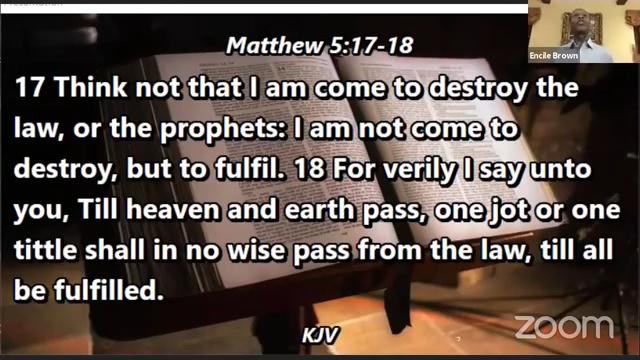 Encile Brown
Matthew 5:17-18
17 Think not that I am come to destroy the
law, or the prophets: I am not come to
destroy, but to fulfil. 18 For verily I say unto
you, Till heaven and earth pass, one jot or one
tittle shall in no wise pass from the law, till all
be fulfilled.
KJV
zoom